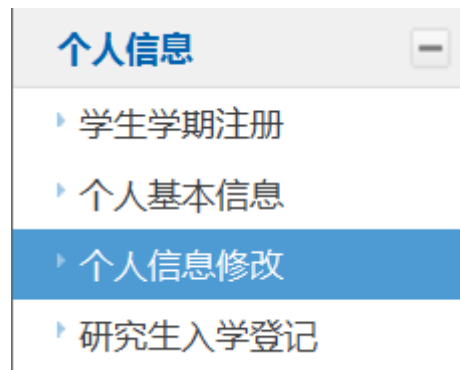 个人信息
学生学期注册
个人基本信息
个人信息修改
研究生入学登记